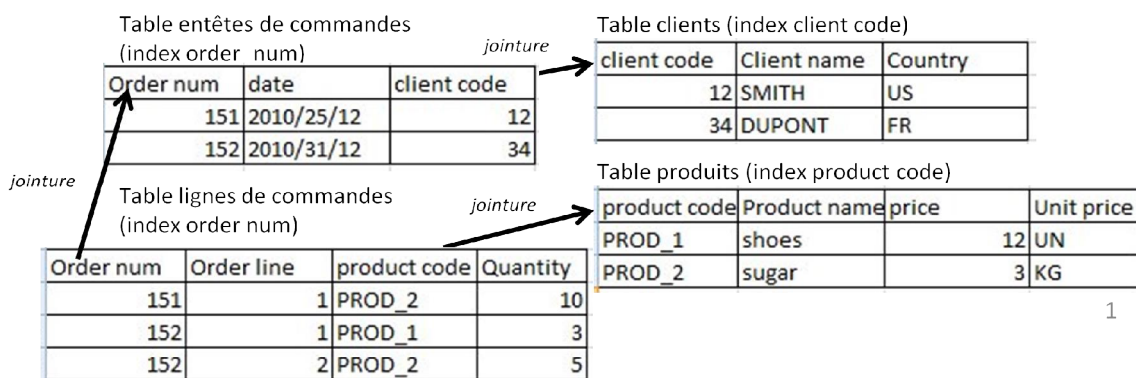 Table entêtes de commandes
(index order num)
Order num date client code
151 2010/25/12 12
152 2010/31/12 34
jointure
Table clients (index client code)
client code Client name Country
12 SMITH US
34 DUPONT FR
jointure
Table lignes de commandes
(index order num)
Order num Order line product code Quantity
151 1 PROD_2 10
152 1 PROD_1 3
152 2 PROD_2 5
jointure
Table produits (index product code)
product code Product name price Unit price
PROD_1 shoes 12 UN
PROD_2 sugar 3 KG
1